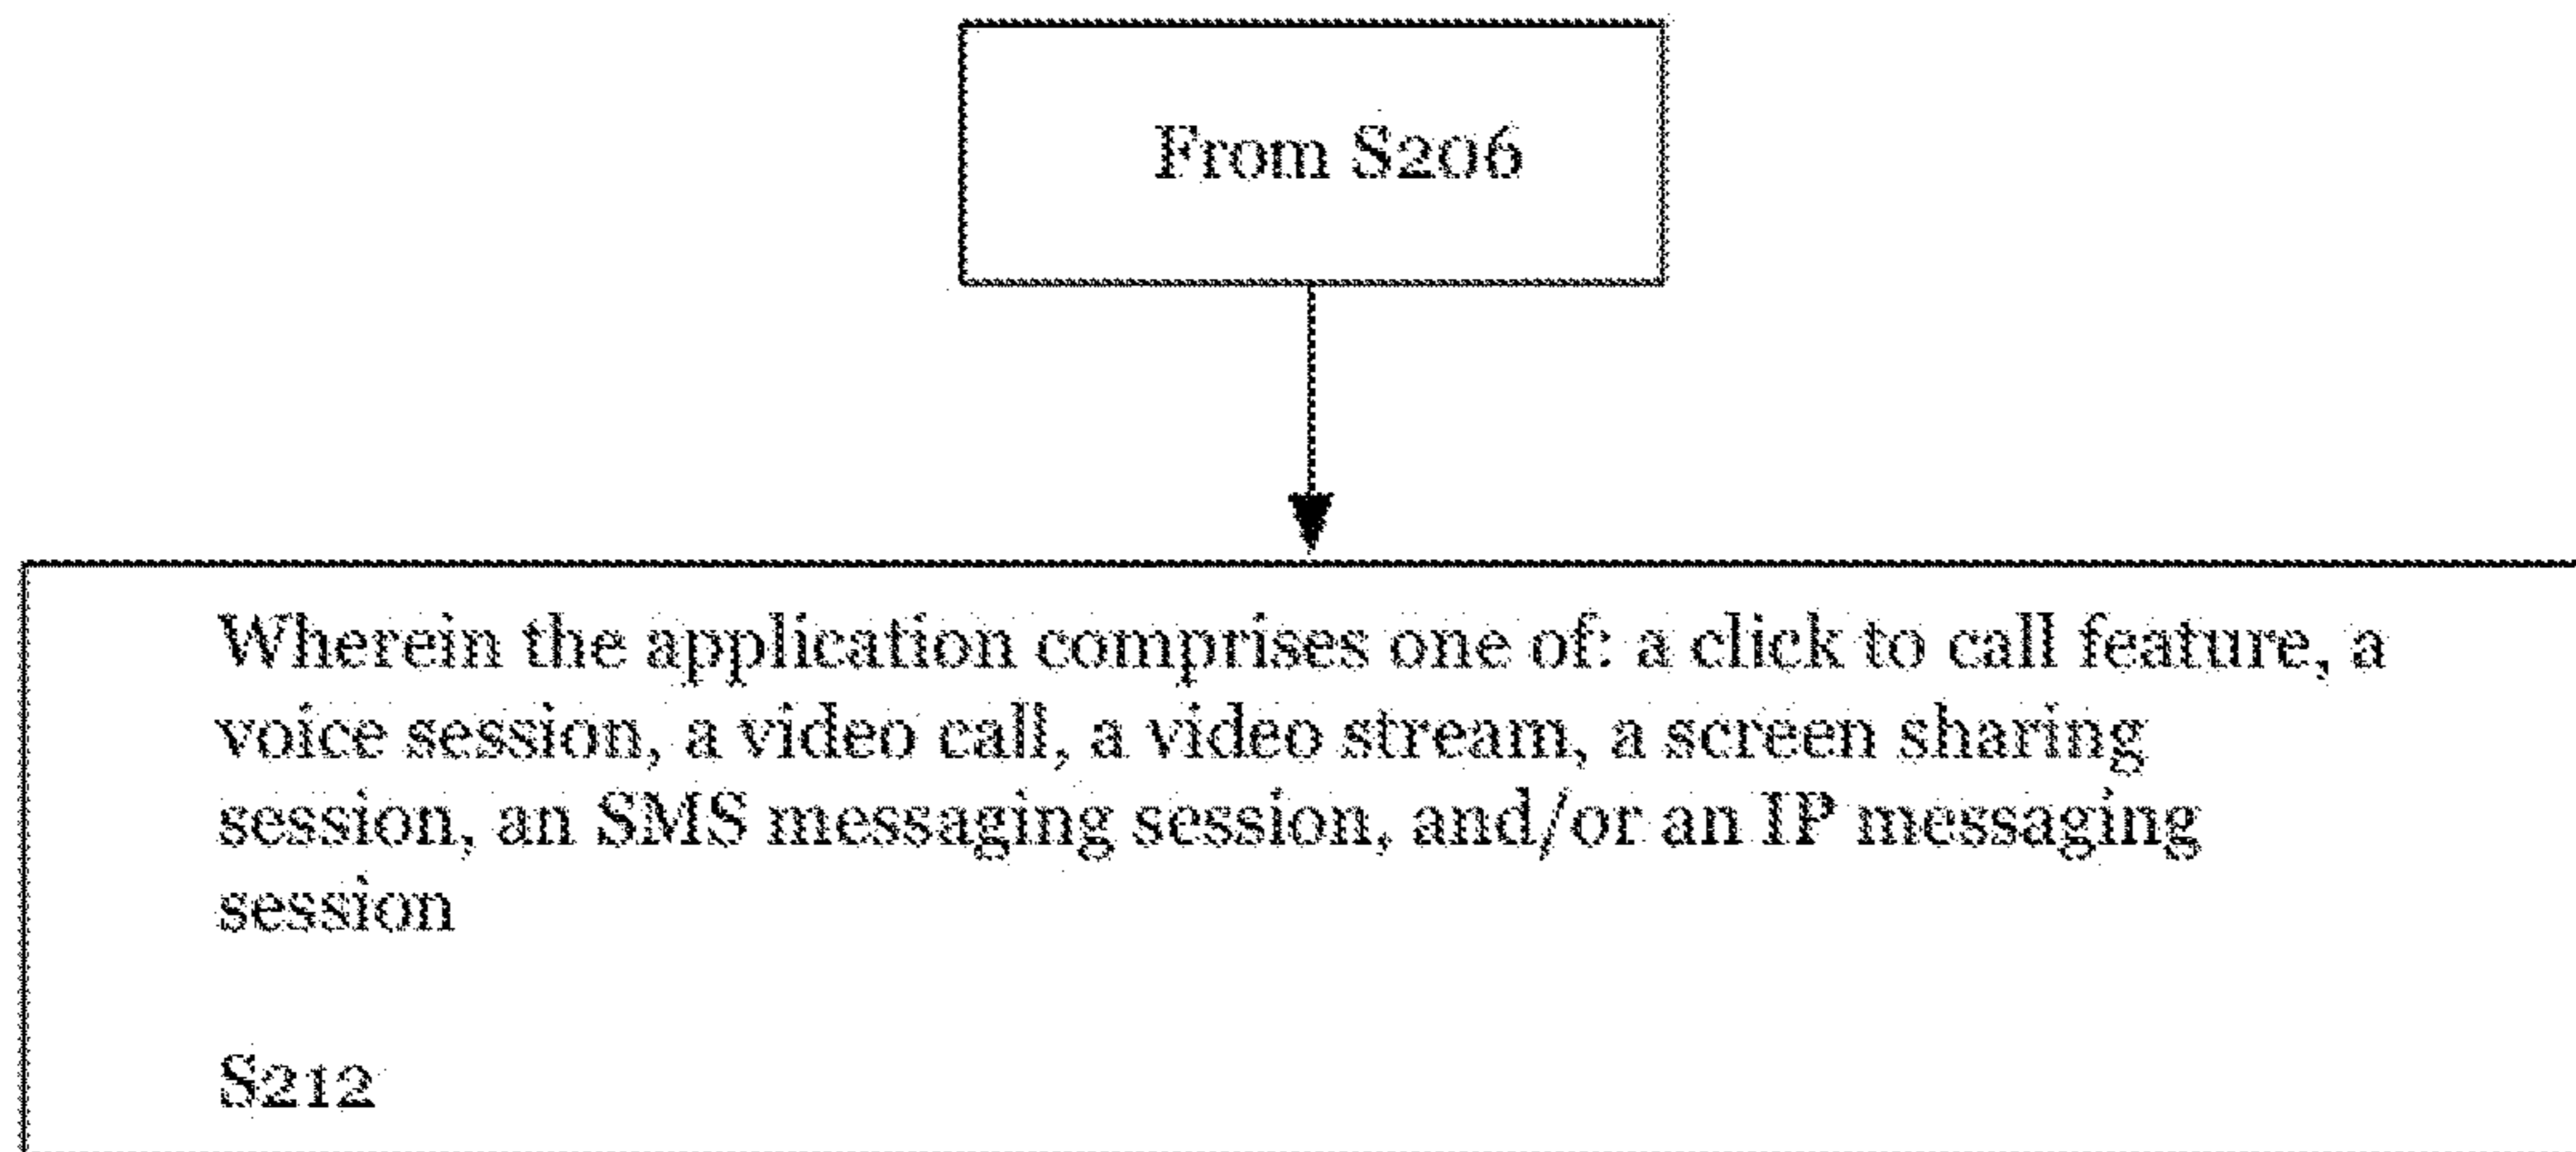 From S206
Wherein the application comprises one of: a click to call feature, a
voice session, a video call, a video stream, a screen sharing
session, an SMS messaging session, and/or an IP messaging
session
S212